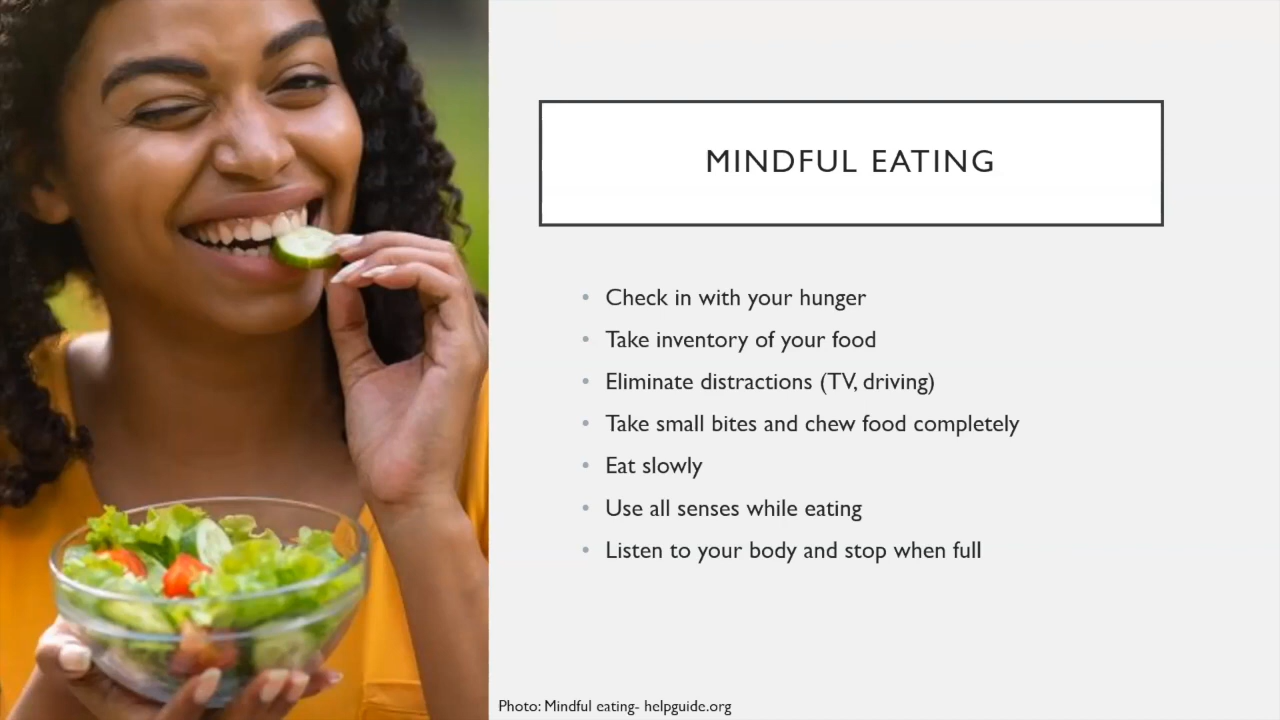 MINDFUL EATING
• Check in with your hunger
• Take inventory of your food
• Eliminate distractions (TV, driving)
• Take small bites and chew food completely
• Eat slowly
• Use all senses while eating
• Listen to your body and stop when full
Photo: Mindful eating- helpguide.org